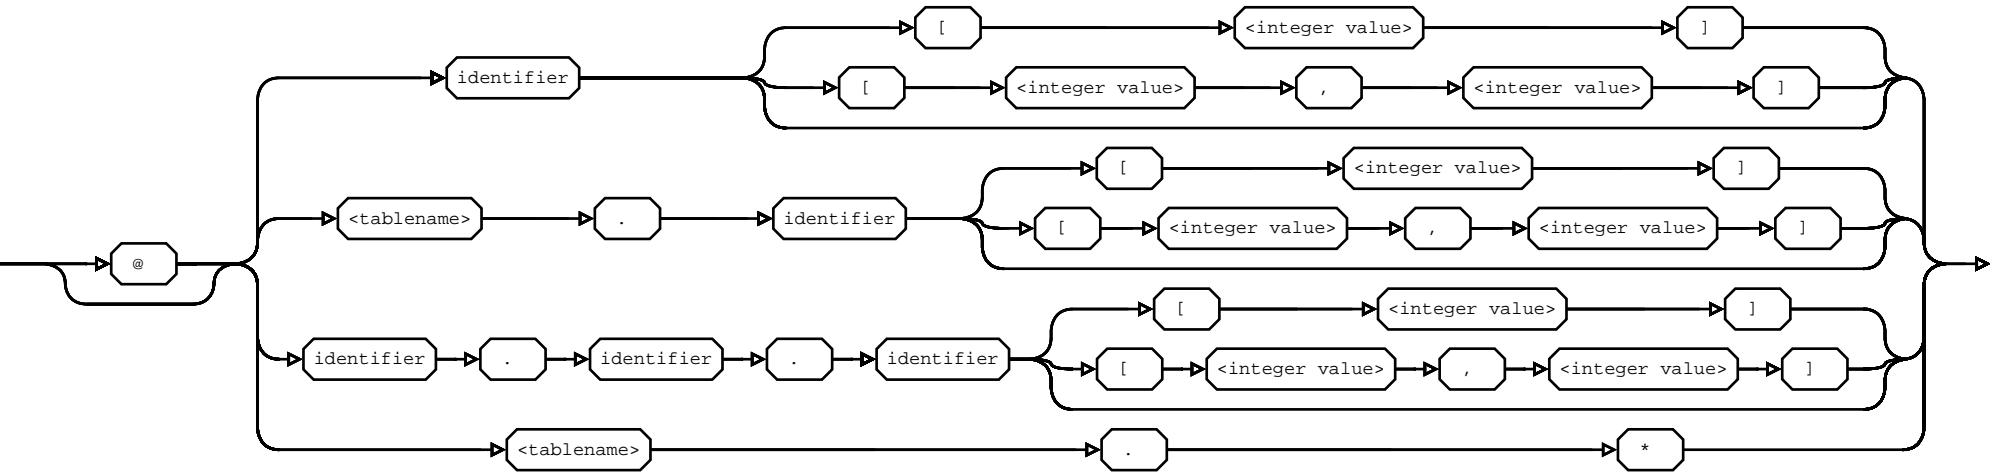 [ <integer value> ]
identifier
[ <integer value> , <integer value> ]
[ <integer value> ]
<tablename> . identifier
[ <integer value> , <integer value> ]
@
[ <integer value> ]
identifier . identifier . identifier
[ <integer value> , <integer value> ]
<tablename> . *